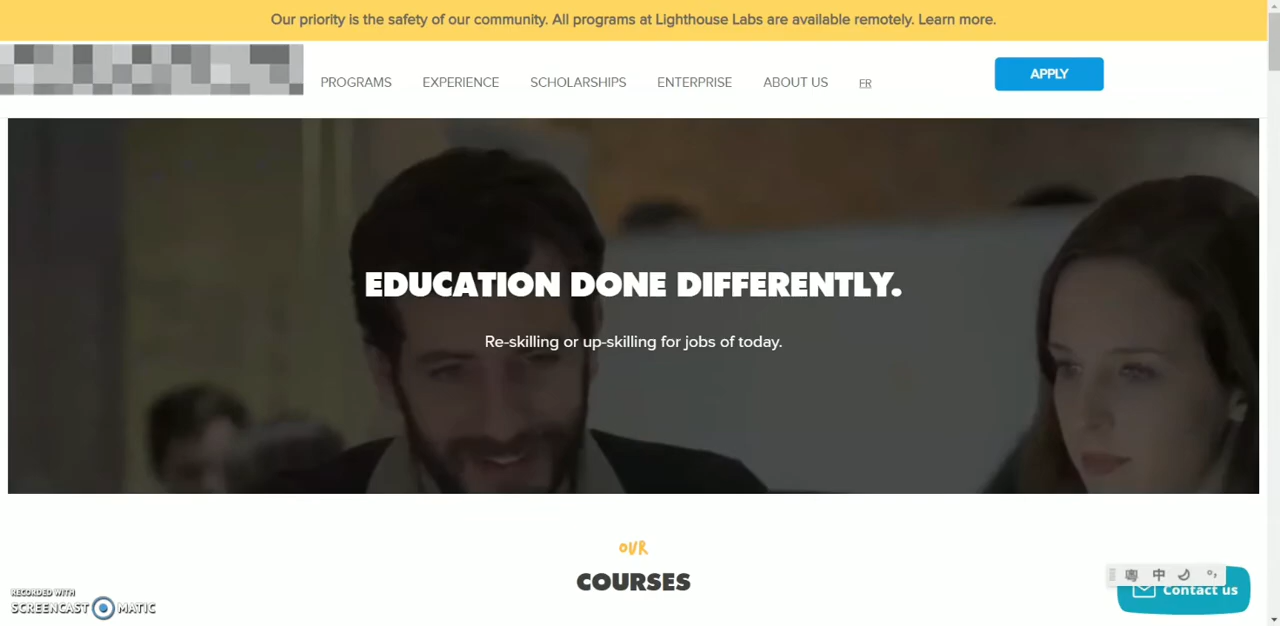 Our priority is the safety of our community. All programs at Lighthouse Labs are available remotely. Learn more.
PROGRAMS EXPERIENCE SCHOLARSHIPS ENTERPRISE ABOUT US FR APPLY
EDUCATION DONE DIFFERENTLY.
Re-skilling or up-skilling for jobs of today.
OUR
COURSES
中
Contact us
RECORDED WITH
SCREENCAST MATIC